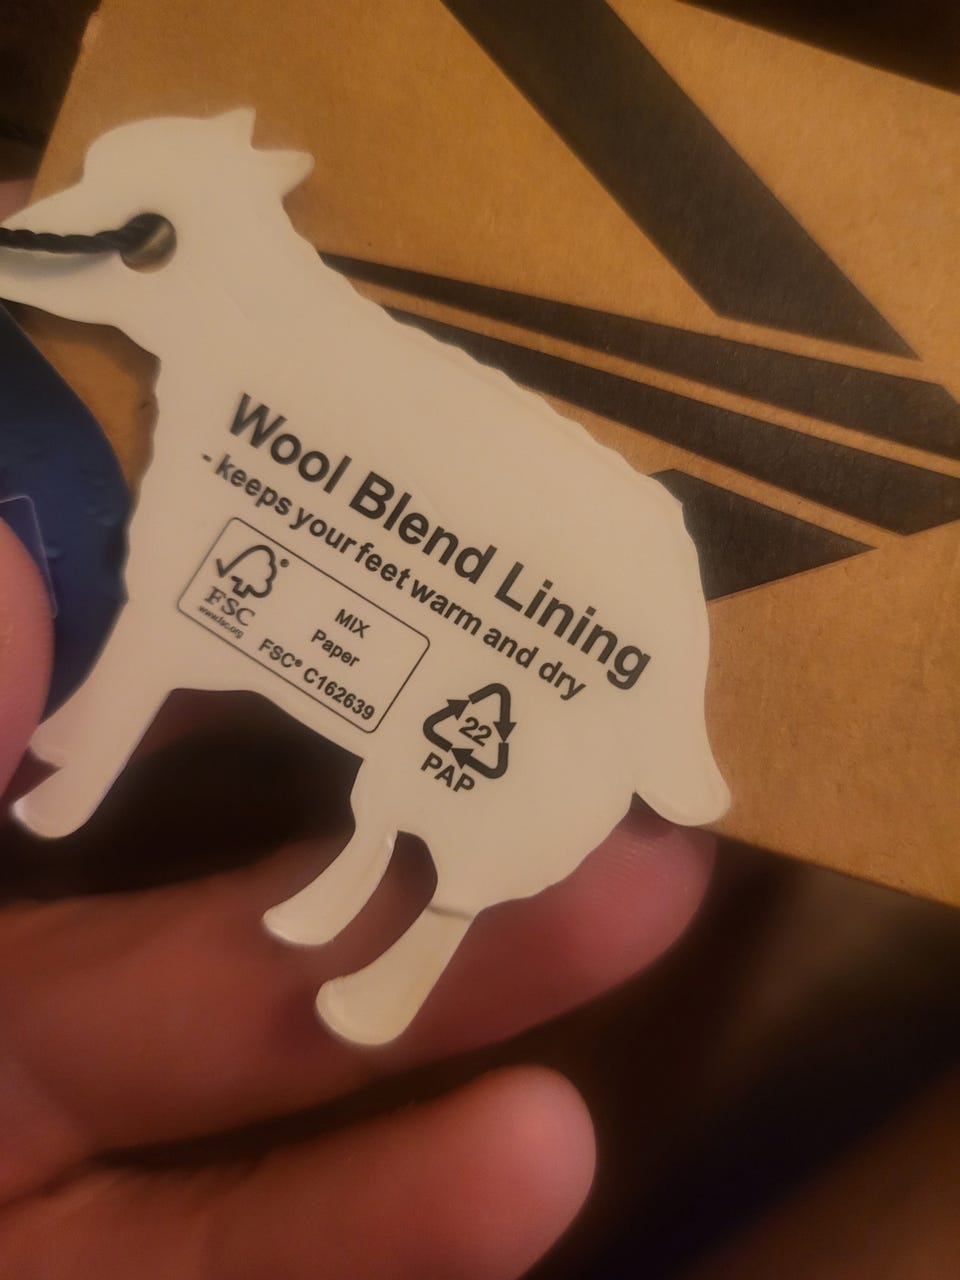 Wool Blend Lining
- keeps your feet warm and dry
FSC®
www.fsc.org
MIX
Paper
FSC® C162639
22
PAP